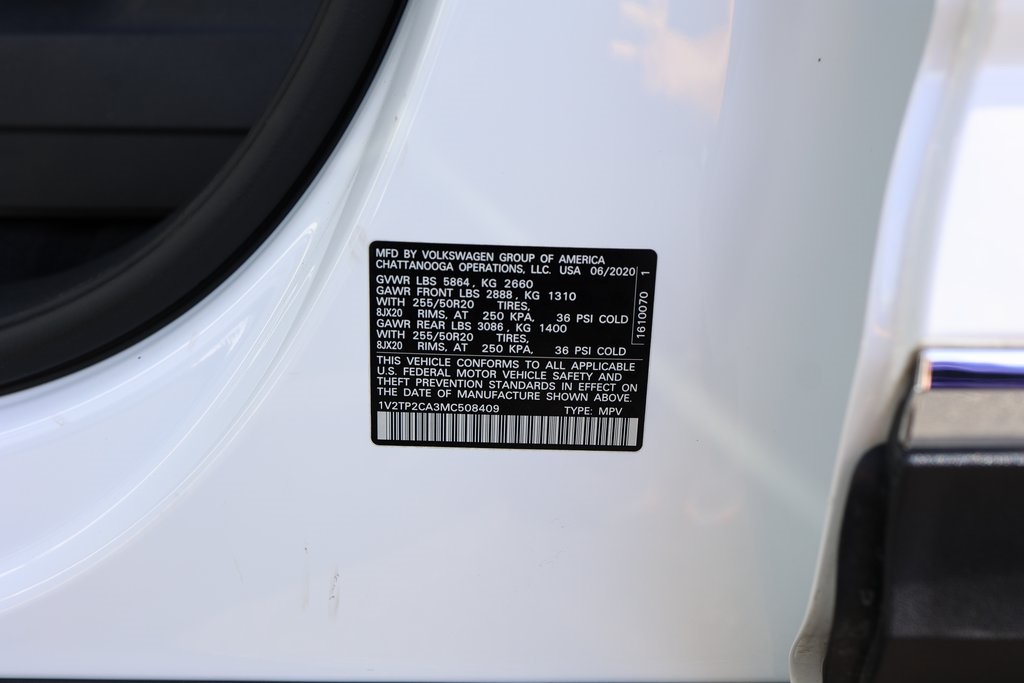 MFD BY VOLKSWAGEN GROUP OF AMERICA
CHATTANOOGA OPERATIONS, LLC. USA 06/2020
GVWR LBS 5864, KG 2660
GAWR FRONT LBS 2888, KG 1310
WITH 255/50R20 TIRES,
8JX20 RIMS, AT 250 KPA, 36 PSI COLD
GAWR REAR LBS 3086, KG 1400
WITH 255/50R20 TIRES,
8JX20 RIMS, AT 250 KPA, 36 PSI COLD
1610070 1
THIS VEHICLE CONFORMS TO ALL APPLICABLE
U.S. FEDERAL MOTOR VEHICLE SAFETY AND
THEFT PREVENTION STANDARDS IN EFFECT ON
THE DATE OF MANUFACTURE SHOWN ABOVE.
1V2TP2CA3MC508409 TYPE: MPV